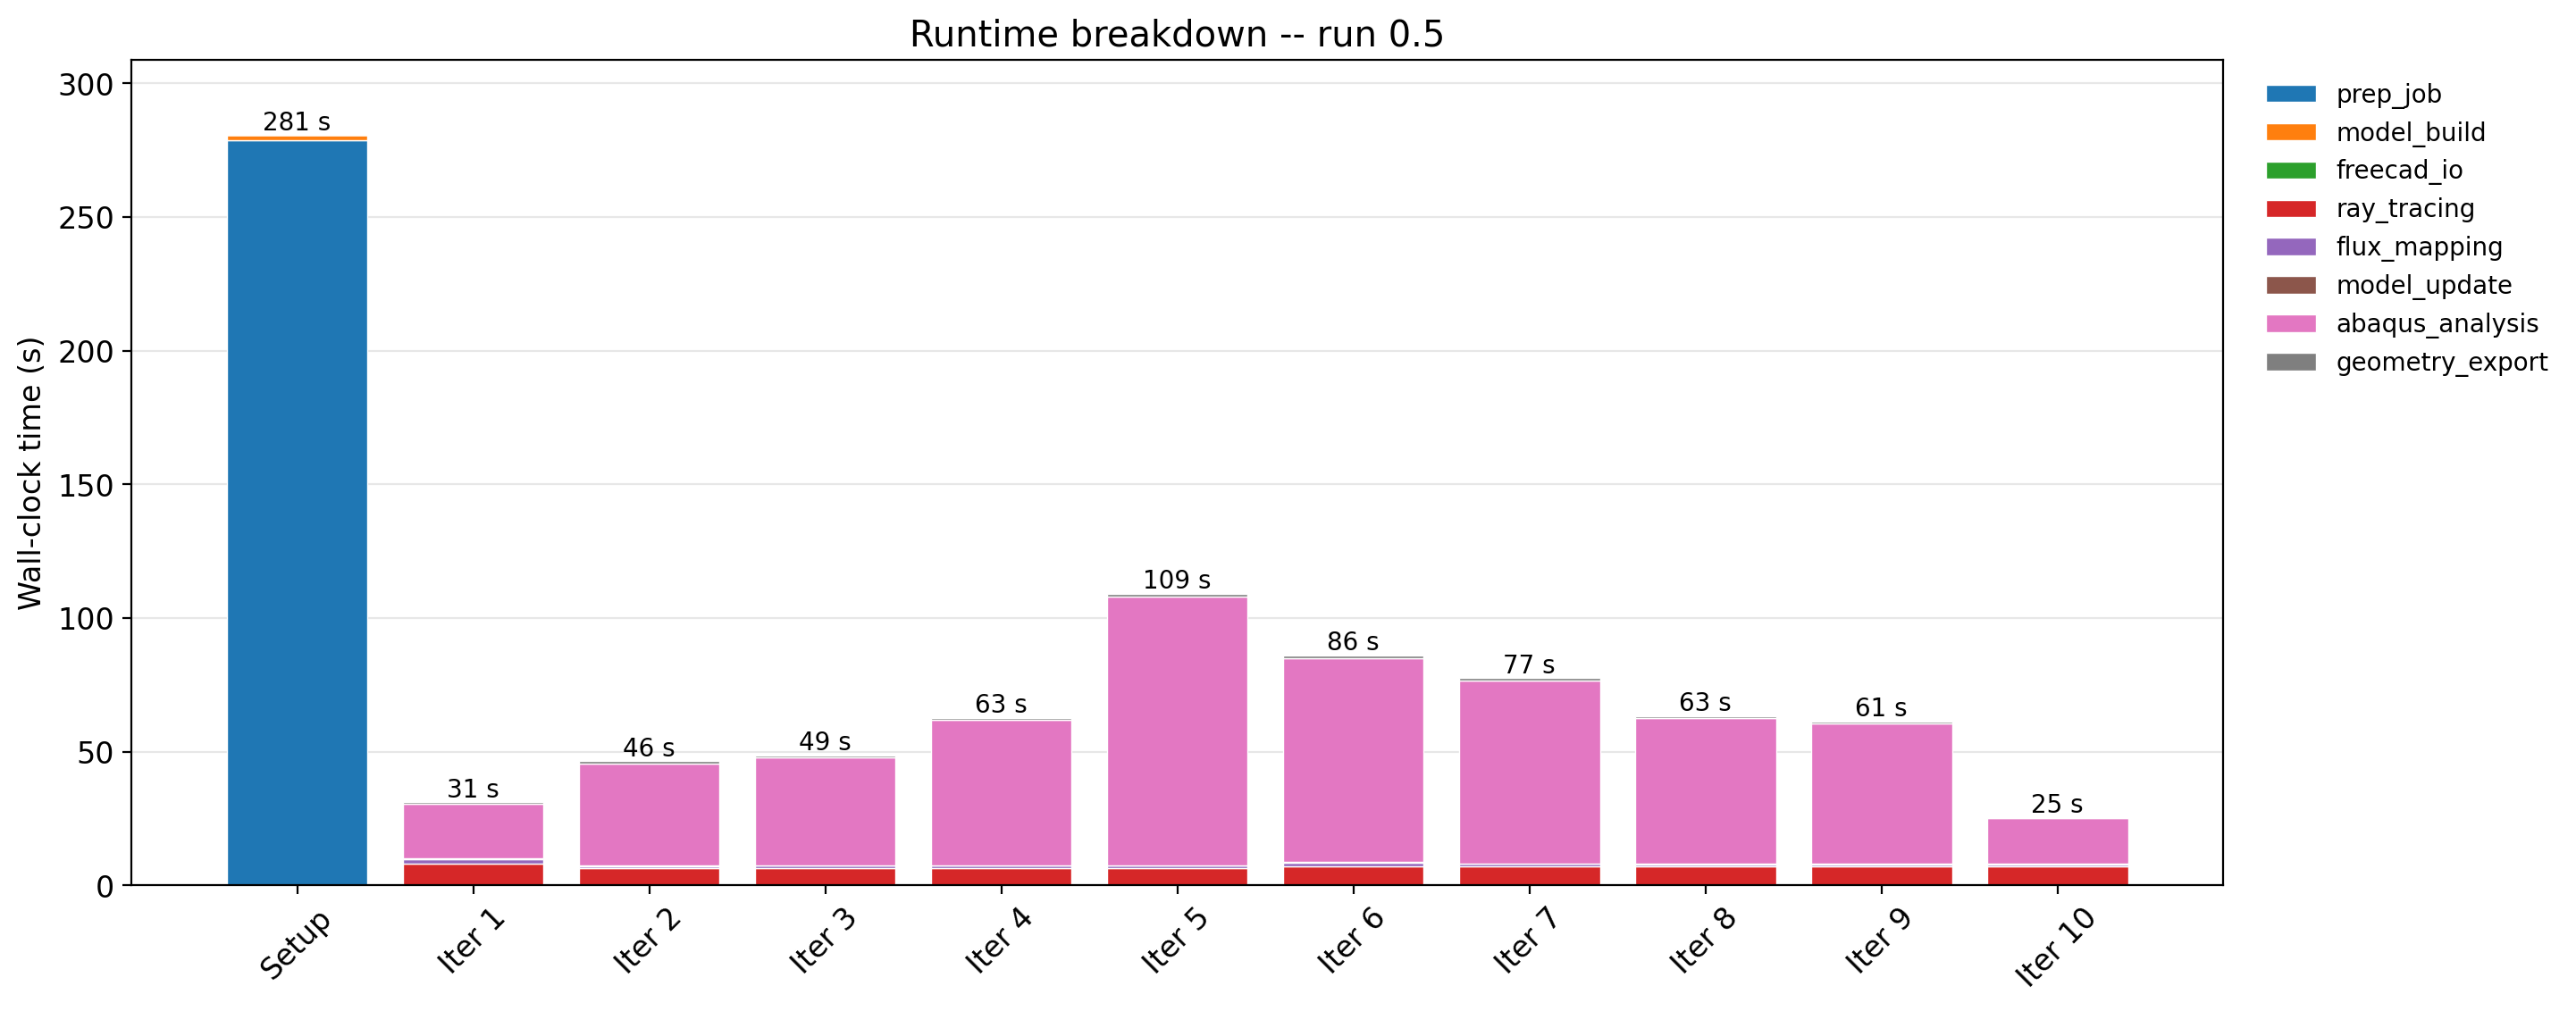 Runtime breakdown -- run 0.5
Wall-clock time (s)
300
250
200
150
100
50
0
281 s
31 s
46 s
49 s
63 s
109 s
86 s
77 s
63 s
61 s
25 s
Setup
Iter 1
Iter 2
Iter 3
Iter 4
Iter 5
Iter 6
Iter 7
Iter 8
Iter 9
Iter 10
prep_job
model_build
freecad_io
ray_tracing
flux_mapping
model_update
abaqus_analysis
geometry_export